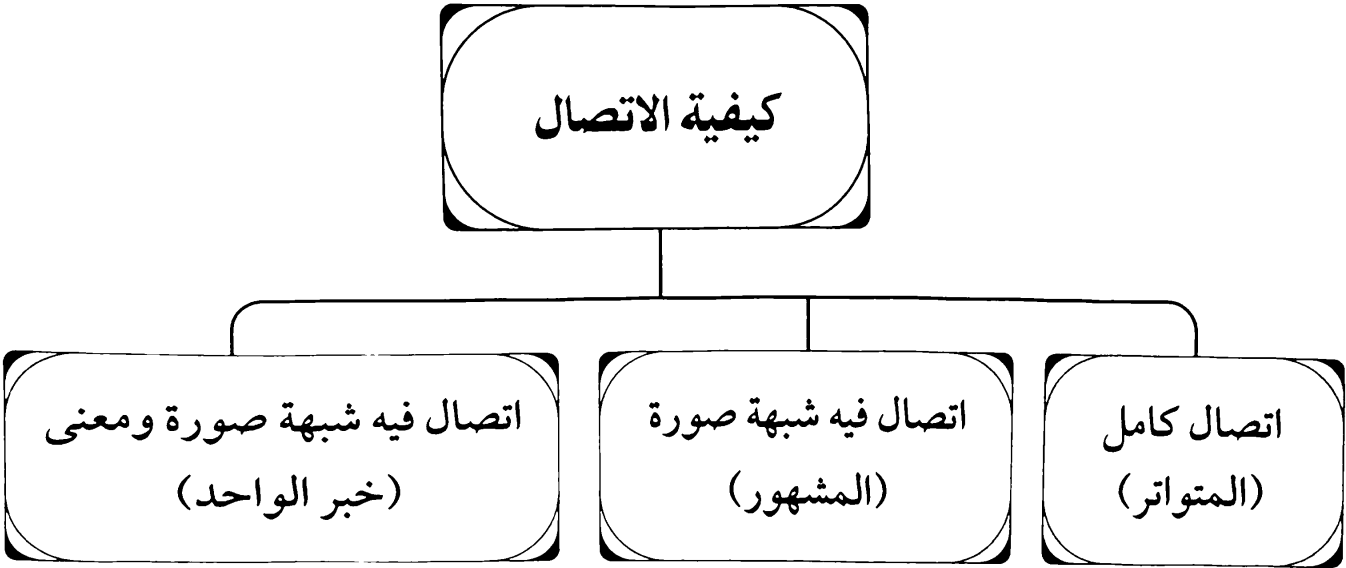 كيفية الاتصال
اتصال كامل
(المتواتر)
اتصال فيه شبهة صورة
(المشهور)
اتصال فيه شبهة صورة ومعنى
(خبر الواحد)